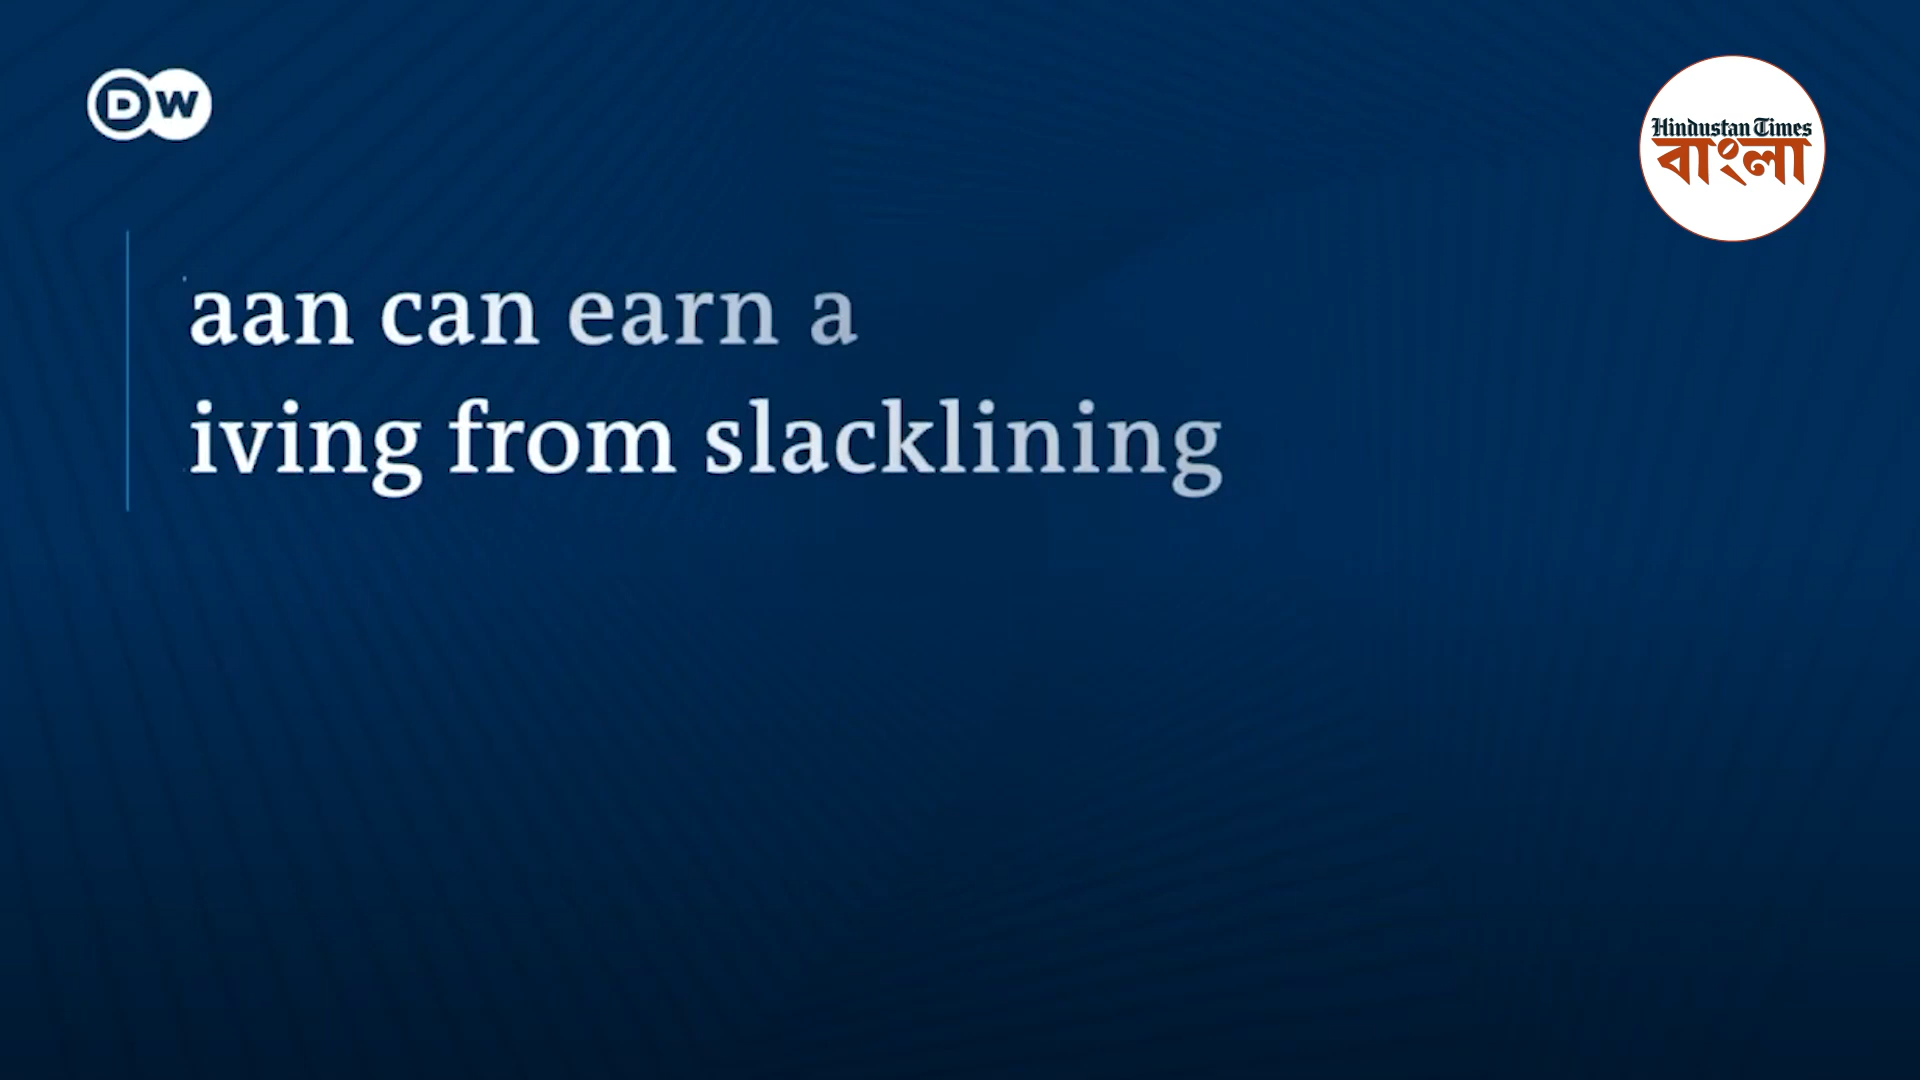 DW
Hindustan Times
বাংলা
aan can earn a
iving from slacklining